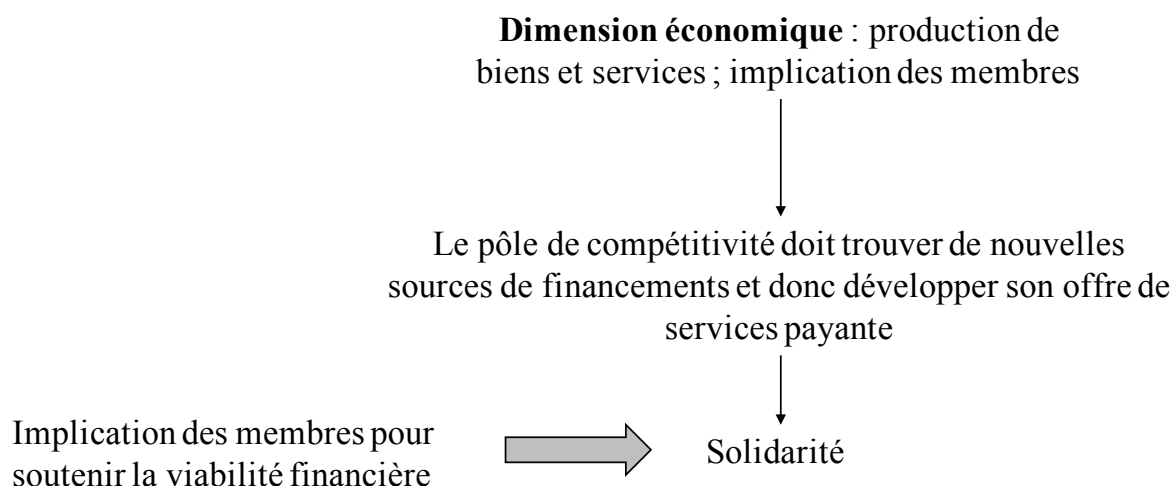 Dimension économique : production de
biens et services ; implication des membres
Le pôle de compétitivité doit trouver de nouvelles
sources de financements et donc développer son offre de
services payante
Implication des membres pour
soutenir la viabilité financière
Solidarité